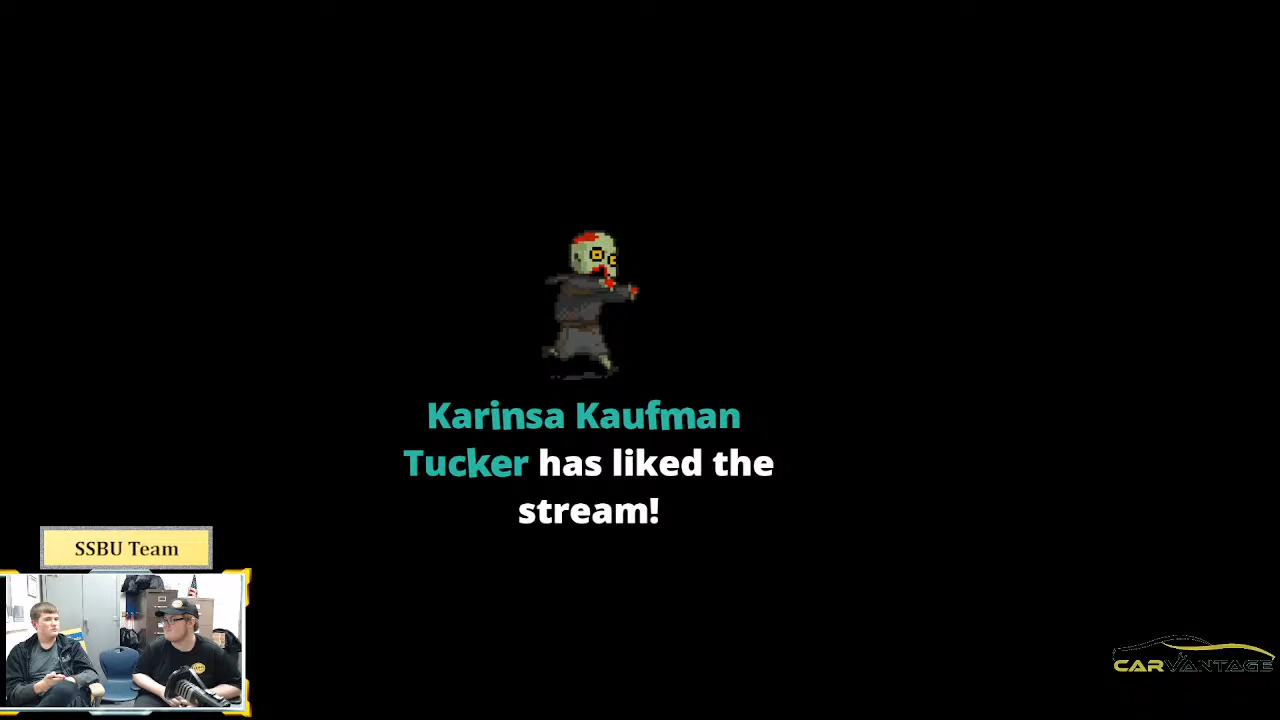 Karinsa Kaufman
Tucker has liked the
stream!
SSBU Team
CARVANTAGE